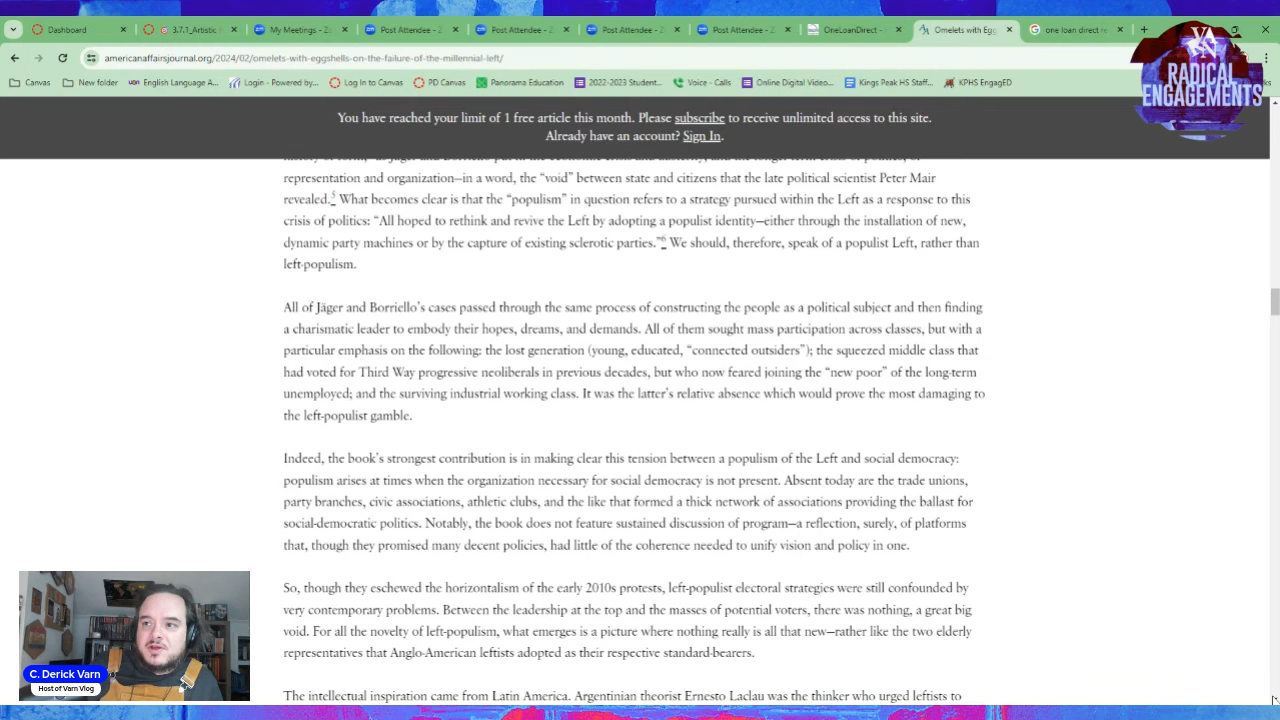 Dashboard
3.7.1_Artistic
My Meetings - Z
Post Attendee - Z
Post Attendee - Z
Post Attendee - Z
Post Attendee - Z
OneLoanDirect -
Omelets with Egg
one loan direct re
americanaffairsjournal.org/2024/02/omelets-with-eggshells-on-the-failure-of-the-millennial-left/
Canvas
New folder
English Language A...
Login - Powered by...
Log In to Canvas
PD Canvas
Panorama Education
2022-2023 Student...
Voice - Calls
Online Digital Video...
Kings Peak HS Staff...
KPHS EngagED
VARN
RADICAL
ENGAGEMENTS
You have reached your limit of 1 free article this month. Please subscribe to receive unlimited access to this site.
Already have an account? Sign In.
representation and organization—in a word, the “void” between state and citizens that the late political scientist Peter Mair
revealed.5 What becomes clear is that the “populism” in question refers to a strategy pursued within the Left as a response to this
crisis of politics: “All hoped to rethink and revive the Left by adopting a populist identity—either through the installation of new,
dynamic party machines or by the capture of existing sclerotic parties.”6 We should, therefore, speak of a populist Left, rather than
left-populism.
All of Jäger and Borriello’s cases passed through the same process of constructing the people as a political subject and then finding
a charismatic leader to embody their hopes, dreams, and demands. All of them sought mass participation across classes, but with a
particular emphasis on the following: the lost generation (young, educated, “connected outsiders”); the squeezed middle class that
had voted for Third Way progressive neoliberals in previous decades, but who now feared joining the “new poor” of the long-term
unemployed; and the surviving industrial working class. It was the latter’s relative absence which would prove the most damaging to
the left-populist gamble.
Indeed, the book’s strongest contribution is in making clear this tension between a populism of the Left and social democracy:
populism arises at times when the organization necessary for social democracy is not present. Absent today are the trade unions,
party branches, civic associations, athletic clubs, and the like that formed a thick network of associations providing the ballast for
social-democratic politics. Notably, the book does not feature sustained discussion of program—a reflection, surely, of platforms
that, though they promised many decent policies, had little of the coherence needed to unify vision and policy in one.
So, though they eschewed the horizontalism of the early 2010s protests, left-populist electoral strategies were still confounded by
very contemporary problems. Between the leadership at the top and the masses of potential voters, there was nothing, a great big
void. For all the novelty of left-populism, what emerges is a picture where nothing really is all that new—rather like the two elderly
representatives that Anglo-American leftists adopted as their respective standard-bearers.
The intellectual inspiration came from Latin America. Argentinian theorist Ernesto Laclau was the thinker who urged leftists to
C. Derick Varn
Host of Varn Vlog